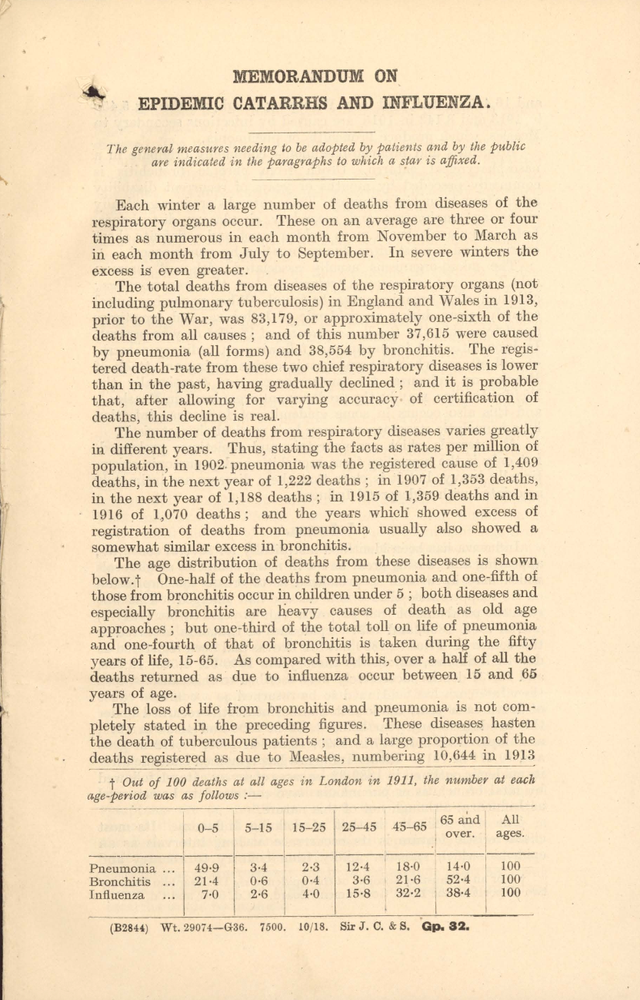 MEMORANDUM ON
EPIDEMIC CATARRHS AND INFLUENZA.
The general measures needing to be adopted by patients and by the public
are indicated in the paragraphs to which a star is affixed.
Each winter a large number of deaths from diseases of the
respiratory organs occur. These on an average are three or four
times as numerous in each month from November to March as
in each month from July to September. In severe winters the
excess is even greater.
The total deaths from diseases of the respiratory organs (not
including pulmonary tuberculosis) in England and Wales in 1913,
prior to the War, was 83,179, or approximately one-sixth of the
deaths from all causes ; and of this number 37,615 were caused
by pneumonia (all forms) and 38,554 by bronchitis. The regis-
tered death-rate from these two chief respiratory diseases is lower
than in the past, having gradually declined ; and it is probable
that, after allowing for varying accuracy of certification of
deaths, this decline is real.
The number of deaths from respiratory diseases varies greatly
in different years. Thus, stating the facts as rates per million of
population, in 1902 pneumonia was the registered cause of 1,409
deaths, in the next year of 1,222 deaths ; in 1907 of 1,353 deaths,
in the next year of 1,188 deaths ; in 1915 of 1,359 deaths and in
1916 of 1,070 deaths ; and the years which showed excess of
registration of deaths from pneumonia usually also showed a
somewhat similar excess in bronchitis.
The age distribution of deaths from these diseases is shown
below.† One-half of the deaths from pneumonia and one-fifth of
those from bronchitis occur in children under 5 ; both diseases and
especially bronchitis are heavy causes of death as old age
approaches ; but one-third of the total toll on life of pneumonia
and one-fourth of that of bronchitis is taken during the fifty
years of life, 15-65. As compared with this, over a half of all the
deaths returned as due to influenza occur between 15 and 65
years of age.
The loss of life from bronchitis and pneumonia is not com-
pletely stated in the preceding figures. These diseases hasten
the death of tuberculous patients ; and a large proportion of the
deaths registered as due to Measles, numbering 10,644 in 1913
† Out of 100 deaths at all ages in London in 1911, the number at each
age-period was as follows :—
0–5 5–15 15–25 25–45 45–65 65 and over. All ages.
Pneumonia ... 49·9 3·4 2·3 12·4 18·0 14·0 100
Bronchitis ... 21·4 0·6 0·4 3·6 21·6 52·4 100
Influenza ... 7·0 2·6 4·0 15·8 32·2 38·4 100
(B2844) Wt. 29074—G36. 7500. 10/18. Sir J. C. & S. Gp. 32.